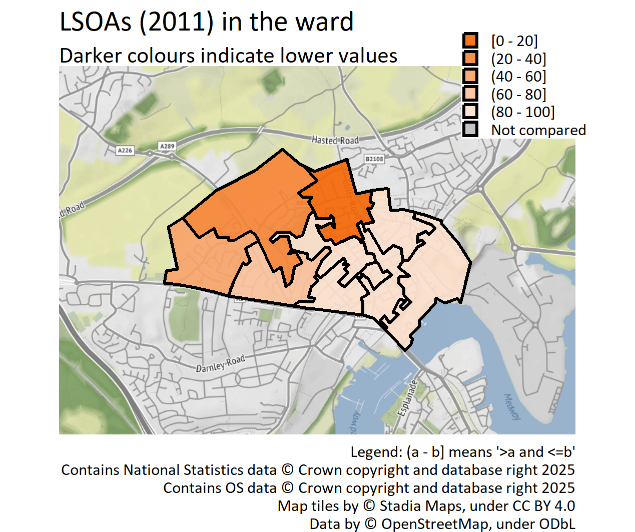 LSOAs (2011) in the ward
Darker colours indicate lower values
[0 - 20]
(20 - 40]
(40 - 60]
(60 - 80]
(80 - 100]
Not compared
Hasted Road
A226
A289
B2108
d Road
Darnley Road
Esplanade
Medway
dway
Legend: (a - b] means '>a and <=b'
Contains National Statistics data © Crown copyright and database right 2025
Contains OS data © Crown copyright and database right 2025
Map tiles by © Stadia Maps, under CC BY 4.0
Data by © OpenStreetMap, under ODbL